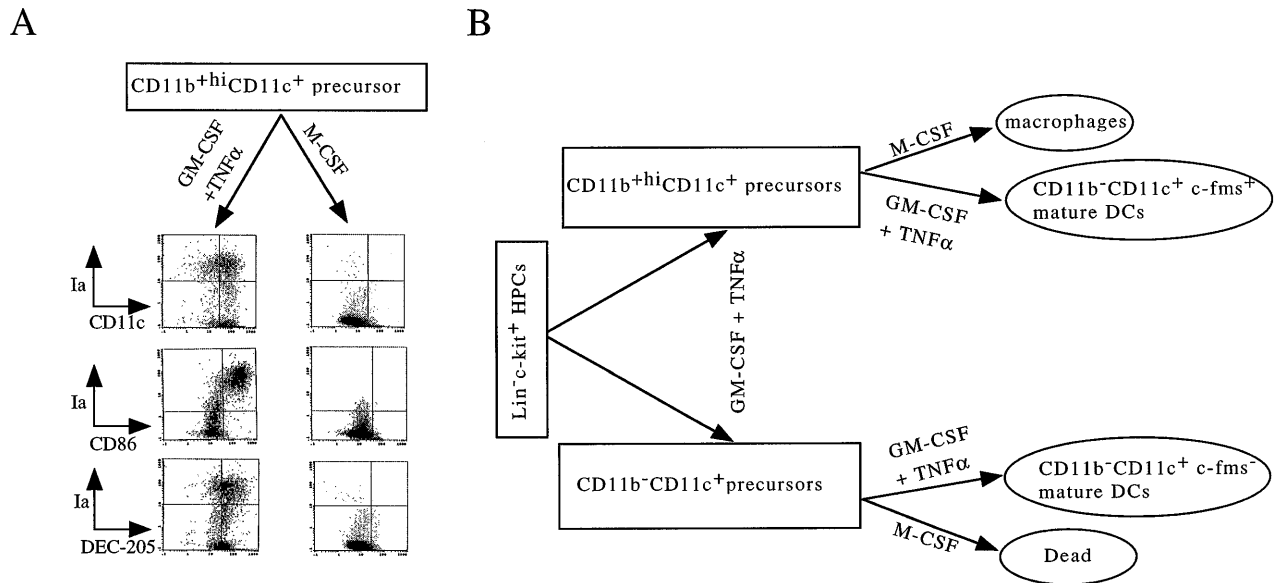 A
CD11b+hiCD11c+ precursor
GM-CSF
+TNFα
M-CSF
Ia
CD11c
Ia
CD86
Ia
DEC-205
B
Lin-c-kit+ HPCs
GM-CSF + TNFα
CD11b+hiCD11c+ precursors
M-CSF
macrophages
GM-CSF
+ TNFα
CD11b-CD11c+ c-fms+
mature DCs
CD11b-CD11c+precursors
GM-CSF
+ TNFα
CD11b-CD11c+ c-fms-
mature DCs
M-CSF
Dead